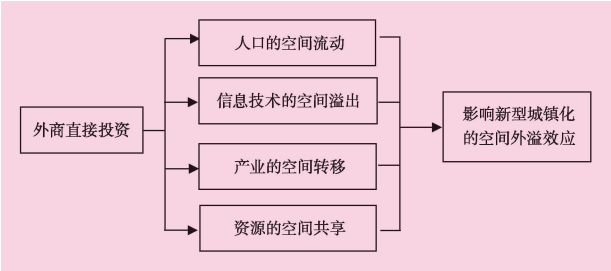 外商直接投资
人口的空间流动
信息技术的空间溢出
产业的空间转移
资源的空间共享
影响新型城镇化
的空间外溢效应